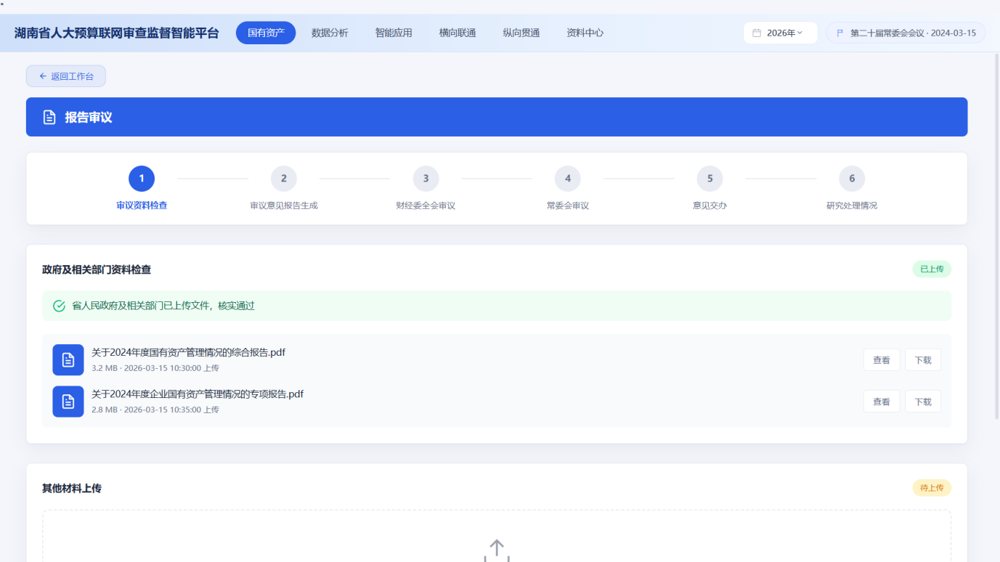 湖南省人大预算联网审查监督智能平台
国有资产
数据分析
智能应用
横向联通
纵向贯通
资料中心
2026年
第二十届常委会会议 · 2024-03-15
返回工作台
报告审议
1
2
3
4
5
6
审议资料检查
审议意见报告生成
财经委全会审议
常委会审议
意见交办
研究处理情况
政府及相关部门资料检查
已上传
省人民政府及相关部门已上传文件，核实通过
关于2024年度国有资产管理情况的综合报告.pdf
3.2 MB · 2026-03-15 10:30:00 上传
查看
下载
关于2024年度企业国有资产管理情况的专项报告.pdf
2.8 MB · 2026-03-15 10:35:00 上传
查看
下载
其他材料上传
待上传